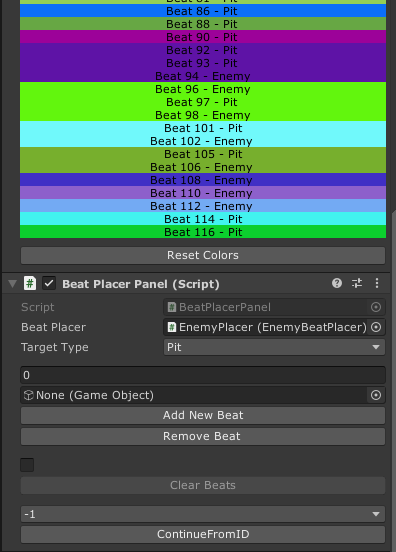 Beat 86 - Pit
Beat 88 - Pit
Beat 90 - Pit
Beat 92 - Pit
Beat 93 - Pit
Beat 94 - Enemy
Beat 96 - Enemy
Beat 97 - Pit
Beat 98 - Enemy
Beat 101 - Pit
Beat 102 - Enemy
Beat 105 - Pit
Beat 106 - Enemy
Beat 108 - Enemy
Beat 110 - Enemy
Beat 112 - Enemy
Beat 114 - Pit
Beat 116 - Pit
Reset Colors
# Beat Placer Panel (Script)
Script # BeatPlacerPanel
Beat Placer # EnemyPlacer (EnemyBeatPlacer)
Target Type Pit
0
None (Game Object)
Add New Beat
Remove Beat
Clear Beats
-1
ContinueFromID